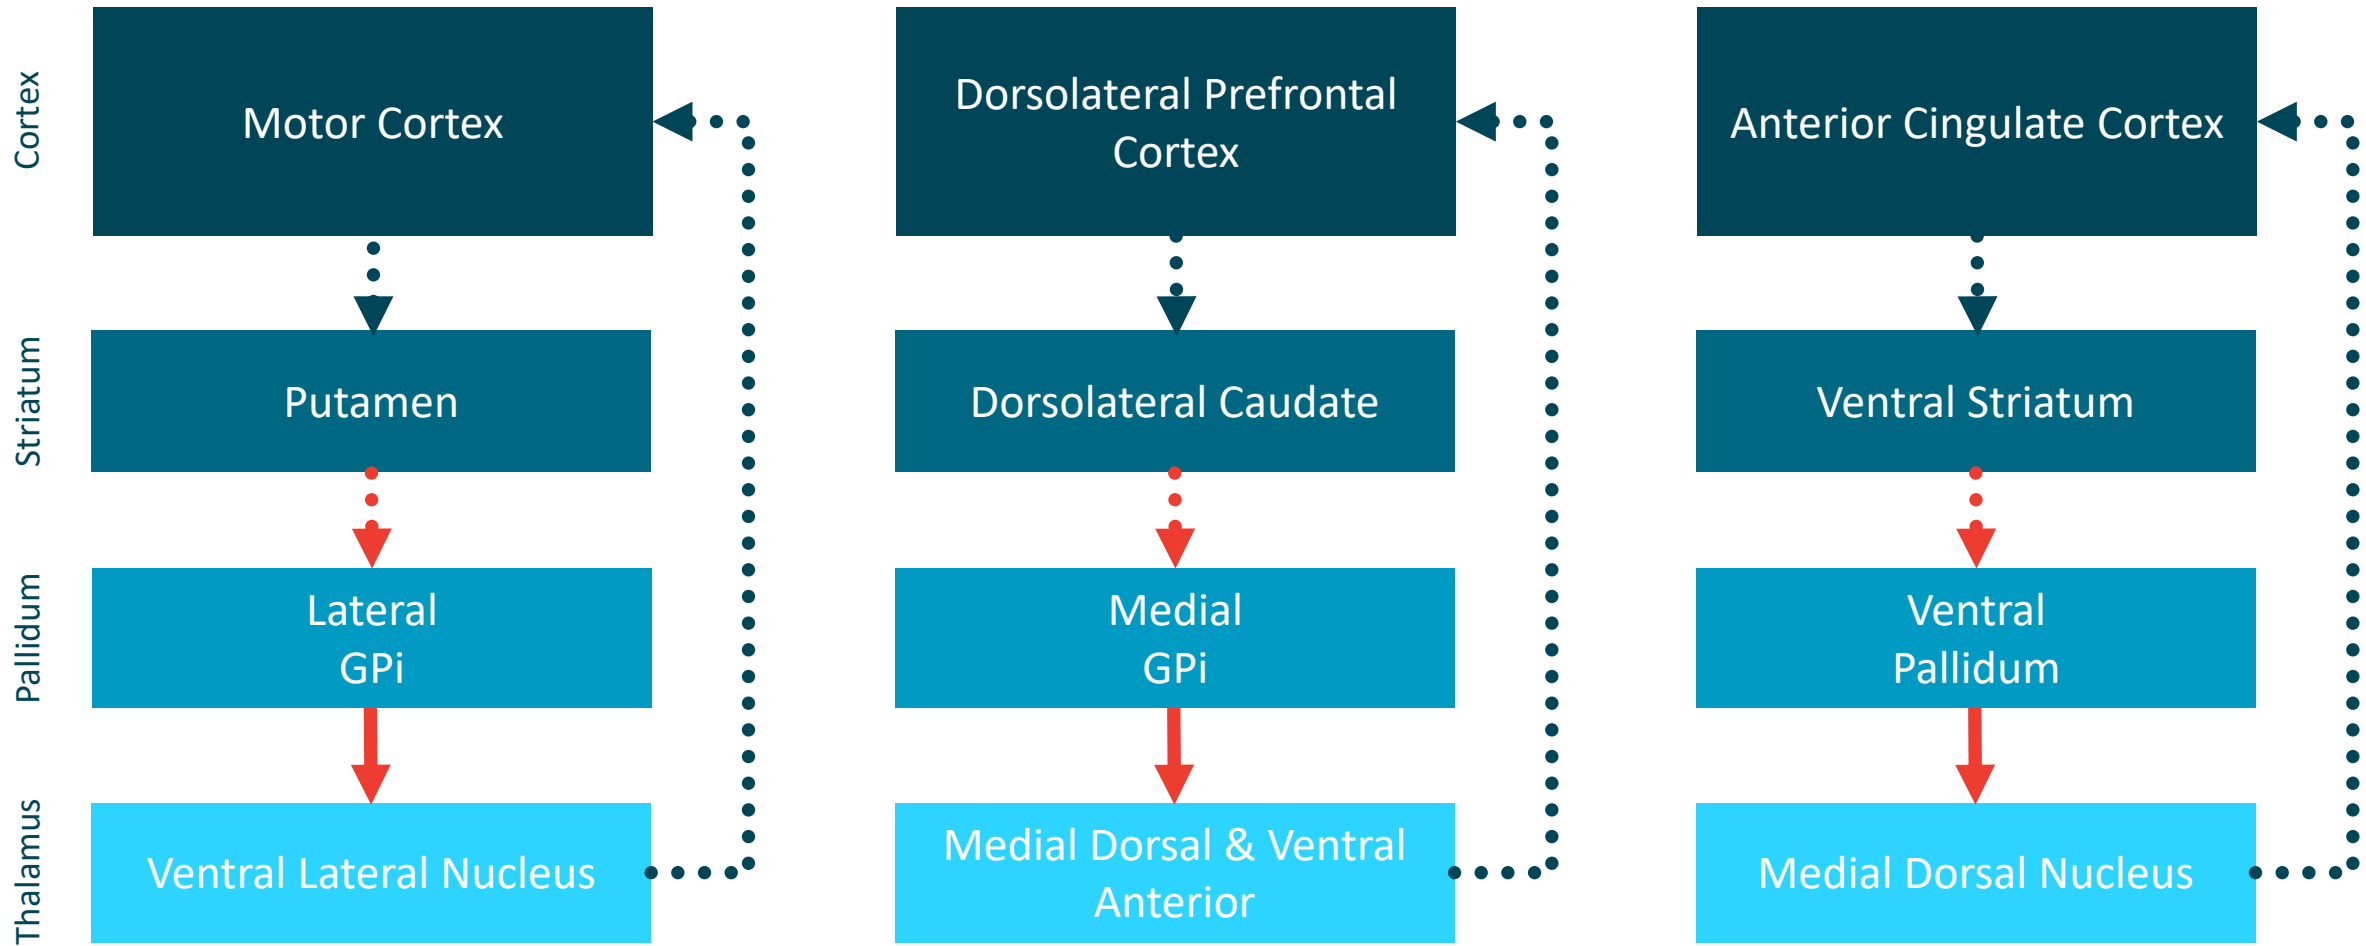 Cortex
Motor Cortex
Dorsolateral Prefrontal
Cortex
Anterior Cingulate Cortex
Striatum
Putamen
Dorsolateral Caudate
Ventral Striatum
Pallidum
Lateral
GPi
Medial
GPi
Ventral
Pallidum
Thalamus
Ventral Lateral Nucleus
Medial Dorsal & Ventral
Anterior
Medial Dorsal Nucleus